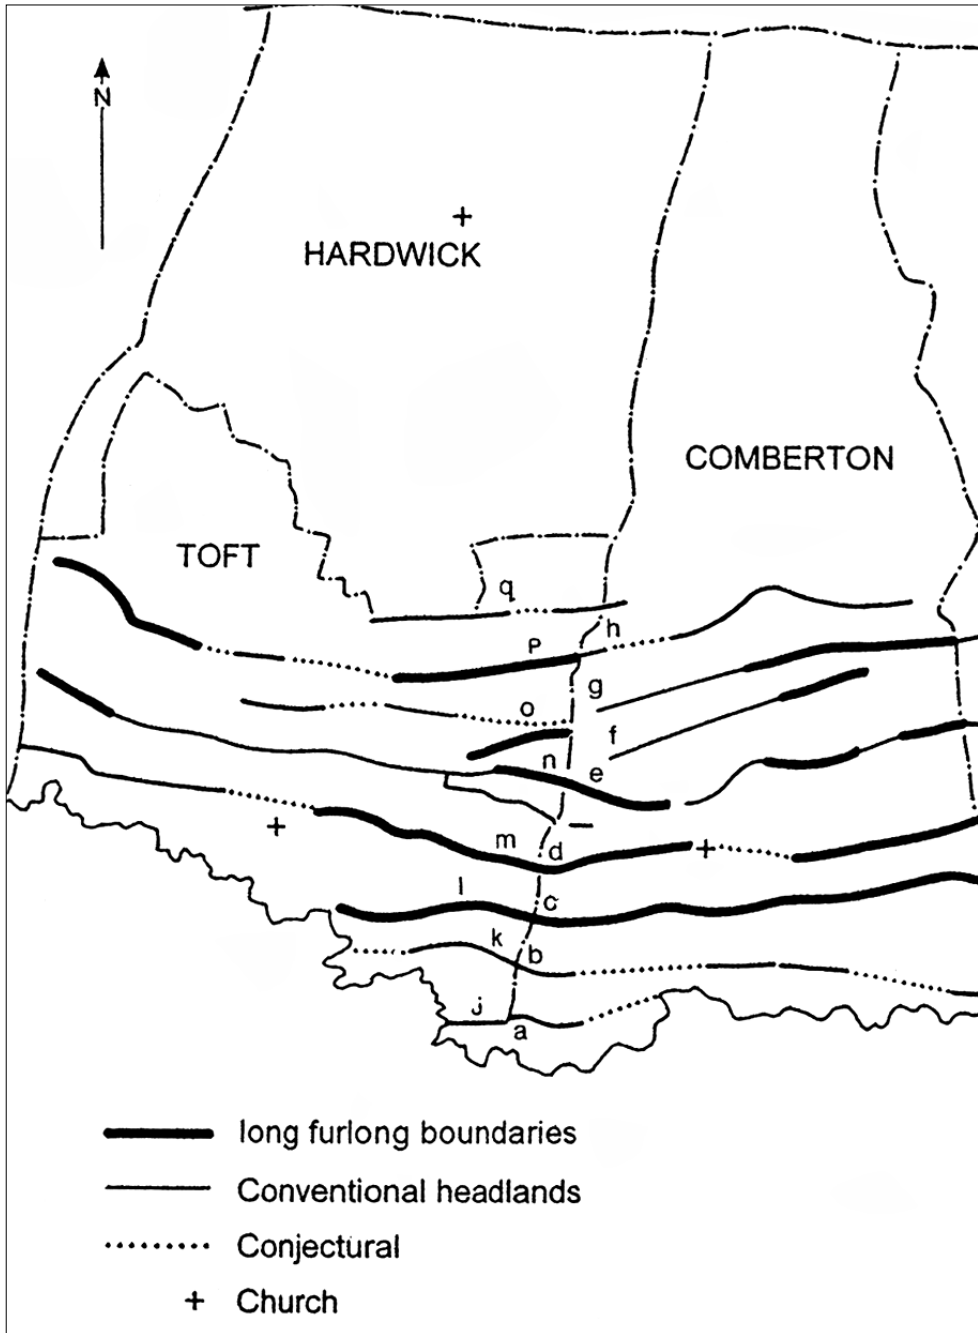 N
HARDWICK
COMBERTON
TOFT
q
h
P
g
o
f
n
e
m
d
l
c
k
b
j
a
long furlong boundaries
Conventional headlands
Conjectural
Church